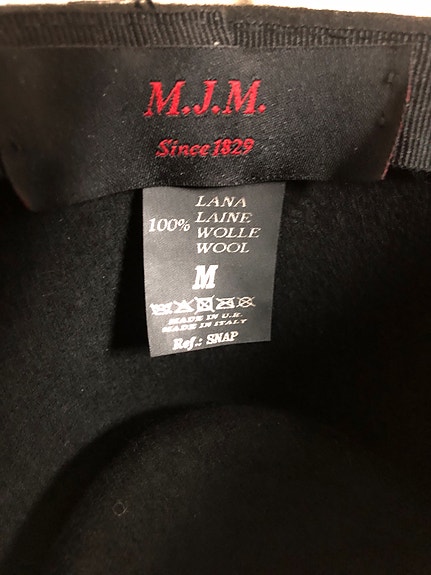 M.J.M.
Since 1829
100%
LANA
LAINE
WOLLE
WOOL
M
MADE IN U.K.
MADE IN ITALY
Ref.: SNAP